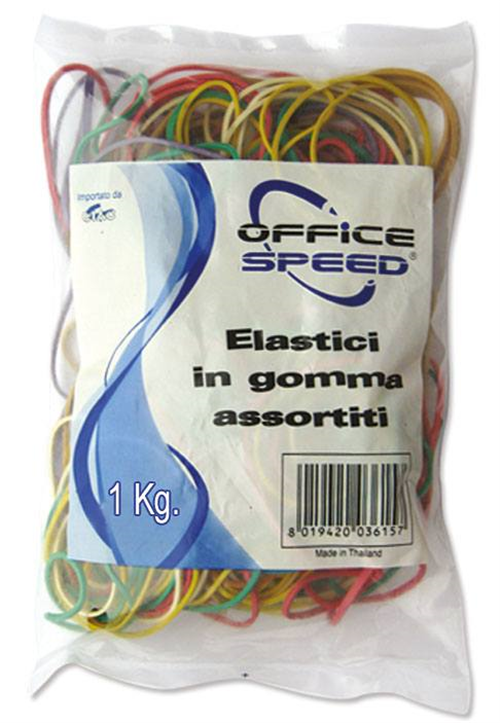 Importato da
OFFICE
SPEED®
Elastici
in gomma
assortiti
1 Kg.
8 019420 036157
Made in Thailand